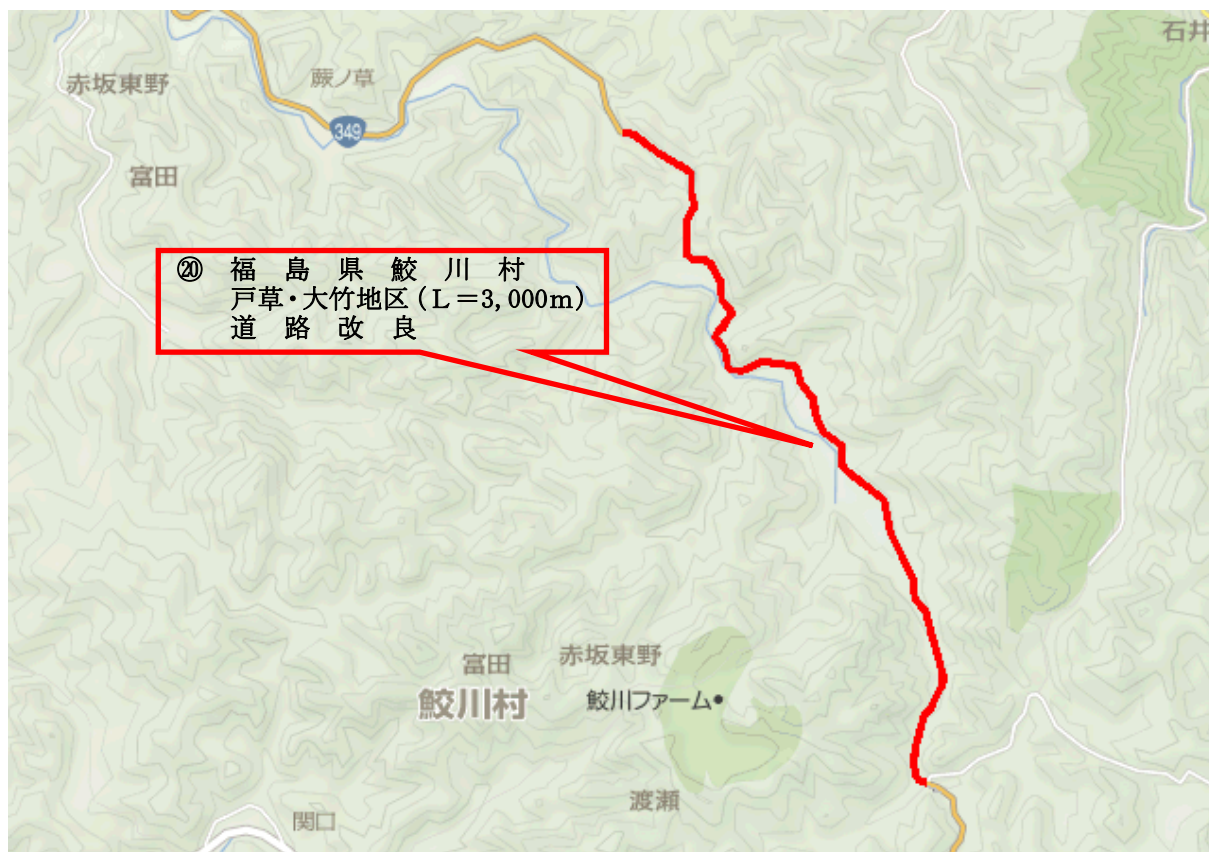 石井
赤坂東野
蕨ノ草
349
富田
⑳ 福島県鮫川村
戸草・大竹地区(L=3,000m)
道路改良
富田
赤坂東野
鮫川村
鮫川ファーム
渡瀬
関口